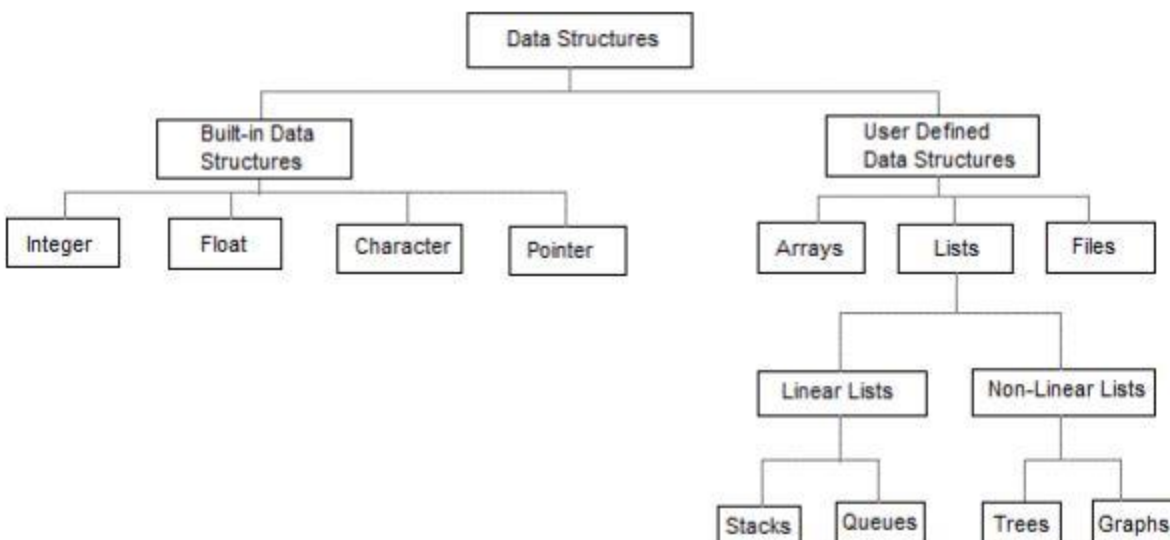 Data Structures
Built-in Data
Structures
User Defined
Data Structures
Integer
Float
Character
Pointer
Arrays
Lists
Files
Linear Lists
Non-Linear Lists
Stacks
Queues
Trees
Graphs